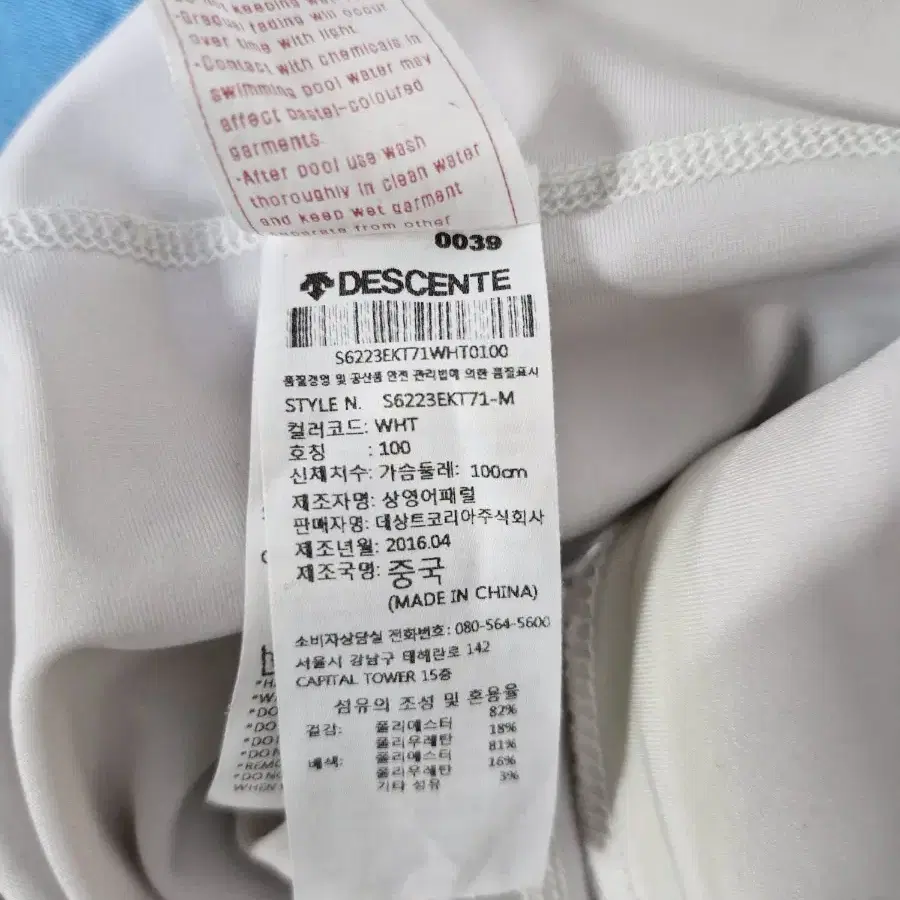 -Gradual fading will occur
over time with light.
-Contact with chemicals in
swimming pool water may
affect pastel-coloured
garments.
-After pool use wash
thoroughly in clean water
and keep wet garment
separate from other
0039
DESCENTE
S6223EKT71WHT0100
품질경영 및 공산품 안전 관리법에 의한 품질표시
STYLE N. S6223EKT71-M
컬러코드: WHT
호칭 : 100
신체치수: 가슴둘레: 100cm
제조자명: 상영어패럴
판매자명: 데상트코리아주식회사
제조년월: 2016.04
제조국명: 중국
(MADE IN CHINA)
소비자상담실 전화번호: 080-564-5600
서울시 강남구 테헤란로 142
CAPITAL TOWER 15층
섬유의 조성 및 혼용율
겉감: 폴리에스터 82%
폴리우레탄 18%
배색: 폴리에스터 81%
폴리우레탄 16%
기타 섬유 3%
*DO
*DO
*DO
*DO NO
WHEN